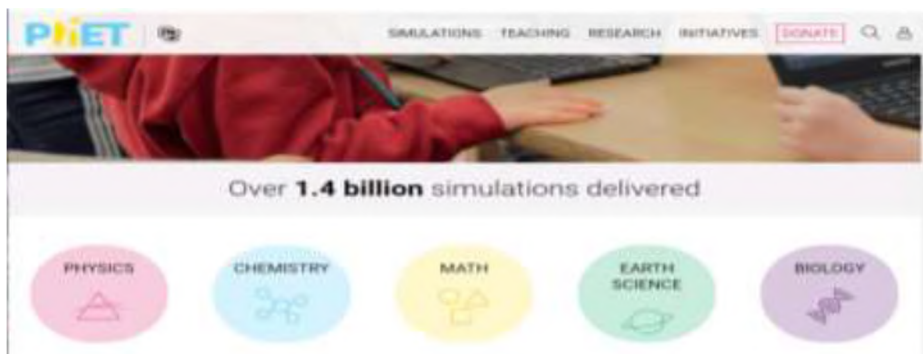 PhET SIMULATIONS TEACHING RESEARCH INITIATIVES DONATE
Over 1.4 billion simulations delivered
PHYSICS CHEMISTRY MATH EARTH SCIENCE BIOLOGY